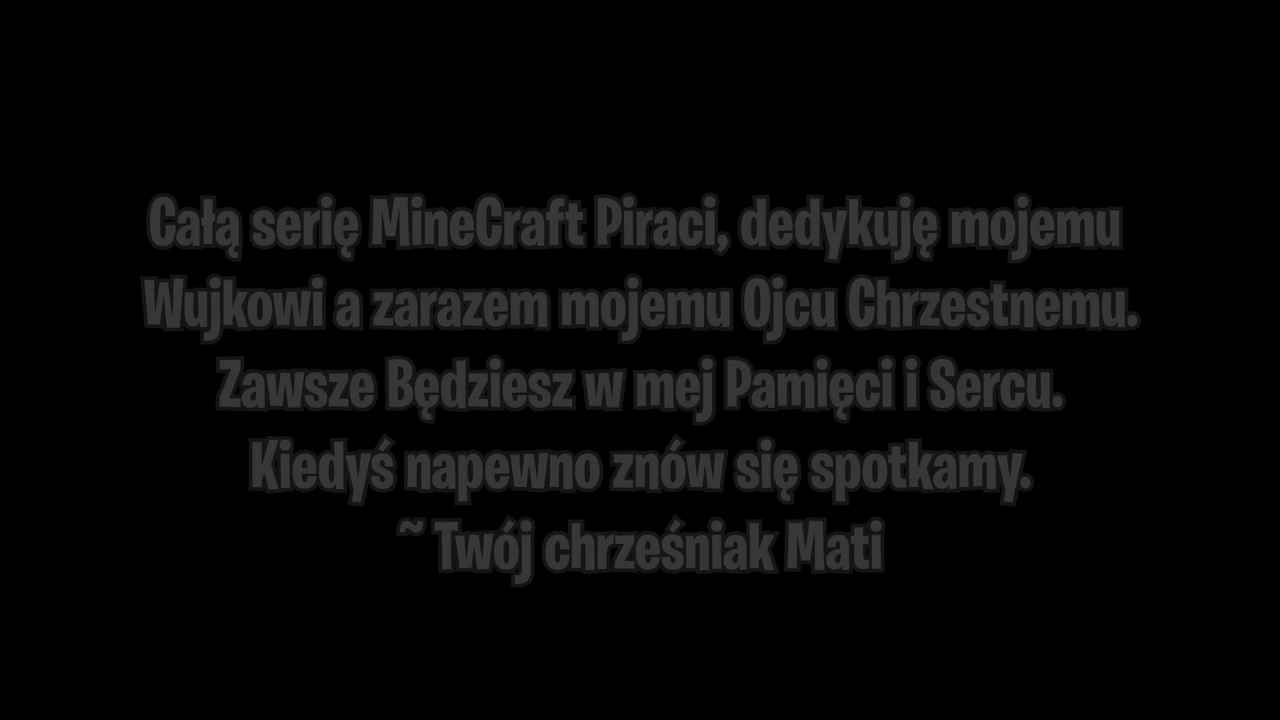 Całą serię MineCraft Piraci, dedykuję mojemu
Wujkowi a zarazem mojemu Ojcu Chrzestnemu.
Zawsze Będziesz w mej Pamięci i Sercu.
Kiedyś napewno znów się spotkamy.
~ Twój chrześniak Mati